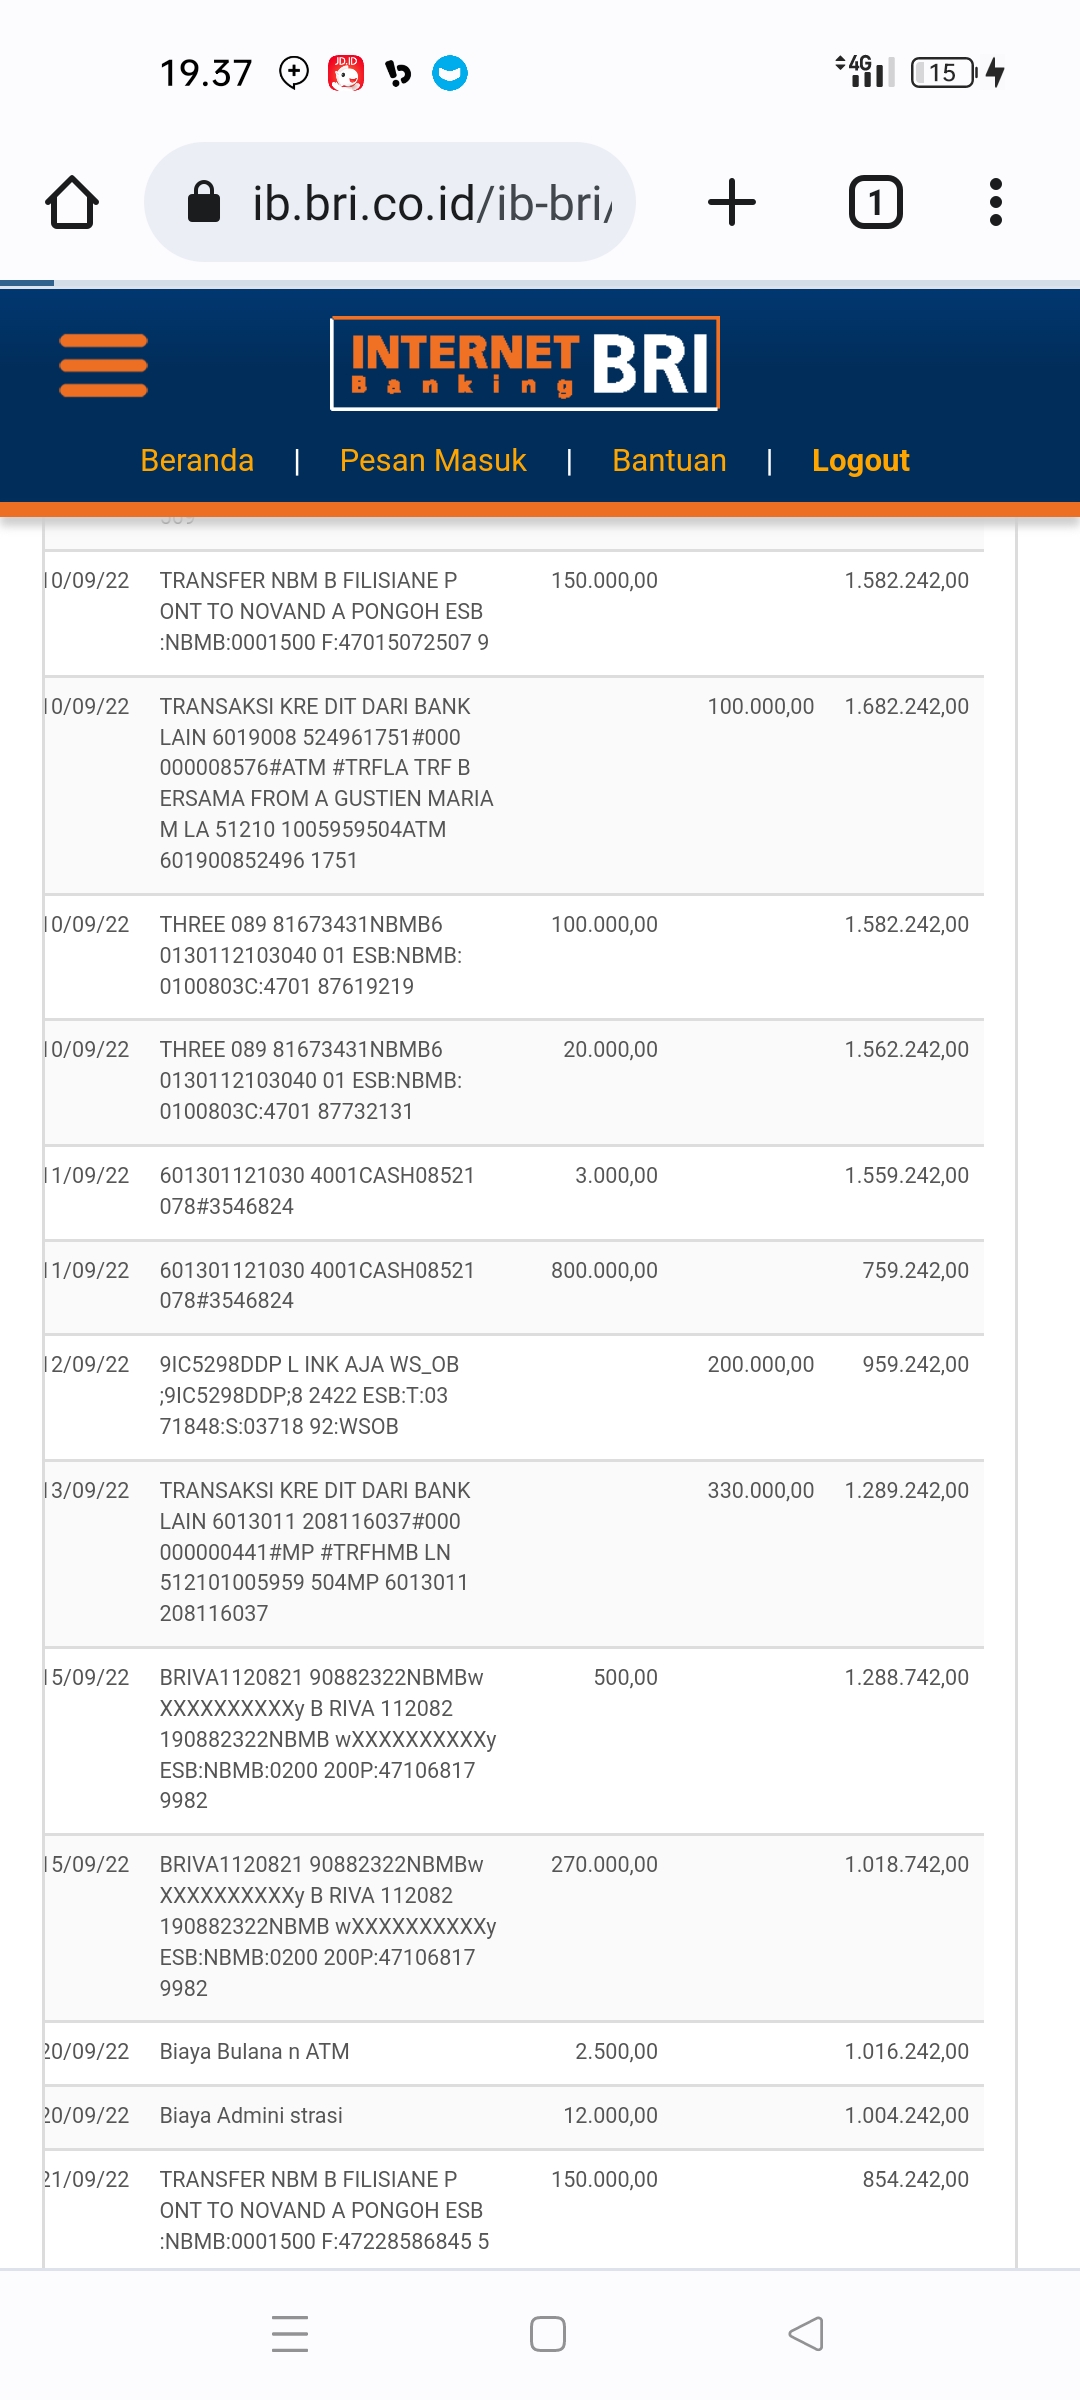 19.37
4G
15
ib.bri.co.id/ib-bri/
1
INTERNET
Banking
BRI
Beranda | Pesan Masuk | Bantuan | Logout
10/09/22 TRANSFER NBM B FILISIANE P 150.000,00 1.582.242,00
ONT TO NOVAND A PONGOH ESB
:NBMB:0001500 F:47015072507 9
10/09/22 TRANSAKSI KRE DIT DARI BANK 100.000,00 1.682.242,00
LAIN 6019008 524961751#000
000008576#ATM #TRFLA TRF B
ERSAMA FROM A GUSTIEN MARIA
M LA 51210 1005959504ATM
601900852496 1751
10/09/22 THREE 089 81673431NBMB6 100.000,00 1.582.242,00
0130112103040 01 ESB:NBMB:
0100803C:4701 87619219
10/09/22 THREE 089 81673431NBMB6 20.000,00 1.562.242,00
0130112103040 01 ESB:NBMB:
0100803C:4701 87732131
11/09/22 601301121030 4001CASH08521 3.000,00 1.559.242,00
078#3546824
11/09/22 601301121030 4001CASH08521 800.000,00 759.242,00
078#3546824
12/09/22 9IC5298DDP L INK AJA WS_OB 200.000,00 959.242,00
;9IC5298DDP;8 2422 ESB:T:03
71848:S:03718 92:WSOB
13/09/22 TRANSAKSI KRE DIT DARI BANK 330.000,00 1.289.242,00
LAIN 6013011 208116037#000
000000441#MP #TRFHMB LN
512101005959 504MP 6013011
208116037
15/09/22 BRIVA1120821 90882322NBMBw 500,00 1.288.742,00
XXXXXXXXXXy B RIVA 112082
190882322NBMB wXXXXXXXXXXy
ESB:NBMB:0200 200P:47106817
9982
15/09/22 BRIVA1120821 90882322NBMBw 270.000,00 1.018.742,00
XXXXXXXXXXy B RIVA 112082
190882322NBMB wXXXXXXXXXXy
ESB:NBMB:0200 200P:47106817
9982
20/09/22 Biaya Bulana n ATM 2.500,00 1.016.242,00
20/09/22 Biaya Admini strasi 12.000,00 1.004.242,00
21/09/22 TRANSFER NBM B FILISIANE P 150.000,00 854.242,00
ONT TO NOVAND A PONGOH ESB
:NBMB:0001500 F:47228586845 5